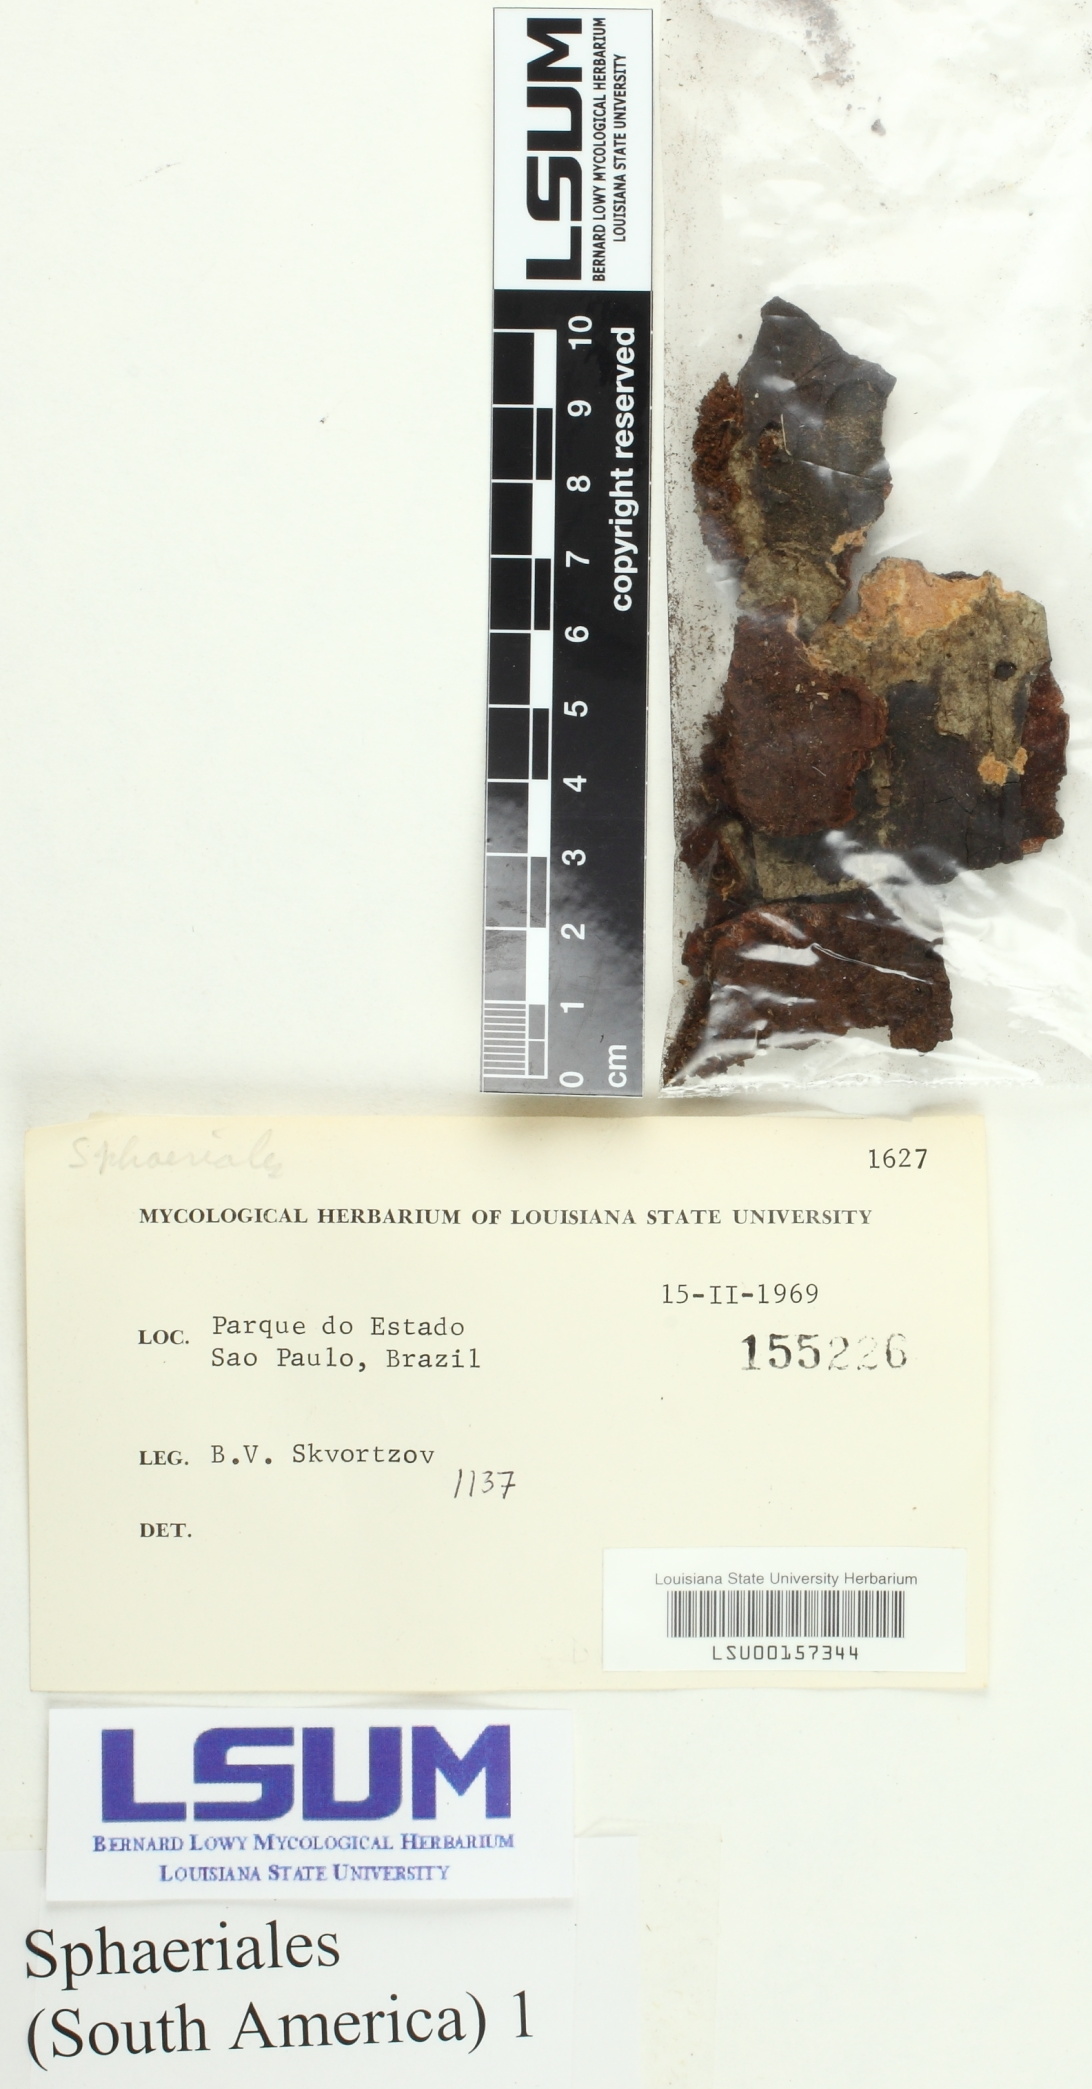 LSUM
BERNARD LOWY MYCOLOGICAL HERBARIUM
LOUISIANA STATE UNIVERSITY
copyright reserved
10
9
8
7
6
5
4
3
2
1
0
cm
Sphaeriales
1627
MYCOLOGICAL HERBARIUM OF LOUISIANA STATE UNIVERSITY
15-II-1969
LOC. Parque do Estado
Sao Paulo, Brazil
155226
LEG. B.V. Skvortzov
1137
DET.
Louisiana State University Herbarium
LSU00157344
LSUM
BERNARD LOWY MYCOLOGICAL HERBARIUM
LOUISIANA STATE UNIVERSITY
Sphaeriales
(South America) 1